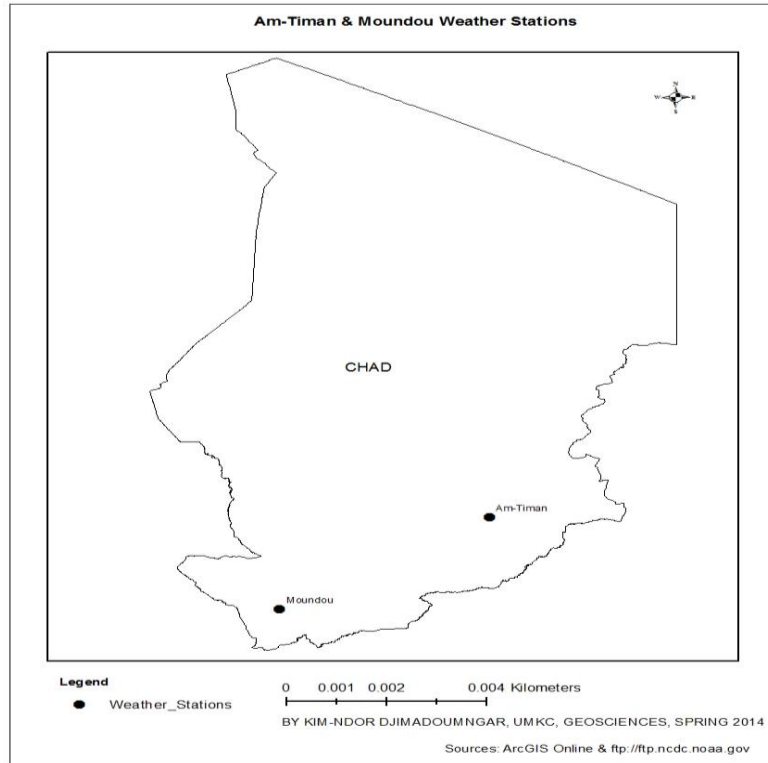 Am-Timan & Moundou Weather Stations
N
W E
S
CHAD
Am-Timan
Moundou
Legend
Weather_Stations
0 0.001 0.002 0.004 Kilometers
BY KIM-NDOR DJIMADOUMNGAR, UMKC, GEOSCIENCES, SPRING 2014
Sources: ArcGIS Online & ftp://ftp.ncdc.noaa.gov